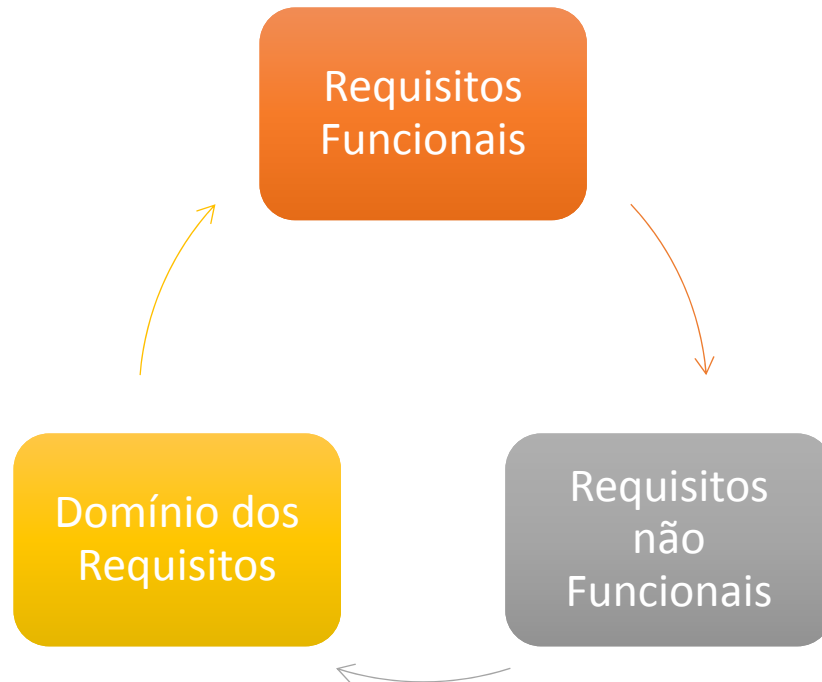 Requisitos
Funcionais
Domínio dos
Requisitos
Requisitos
não
Funcionais